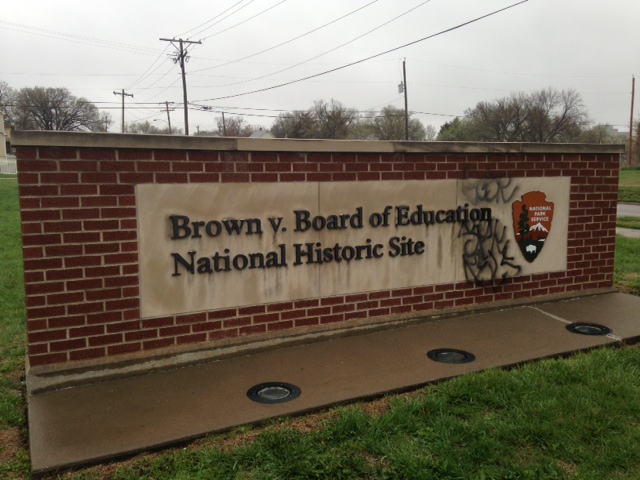 Brown v. Board of Education
National Historic Site
NATIONAL
PARK
SERVICE